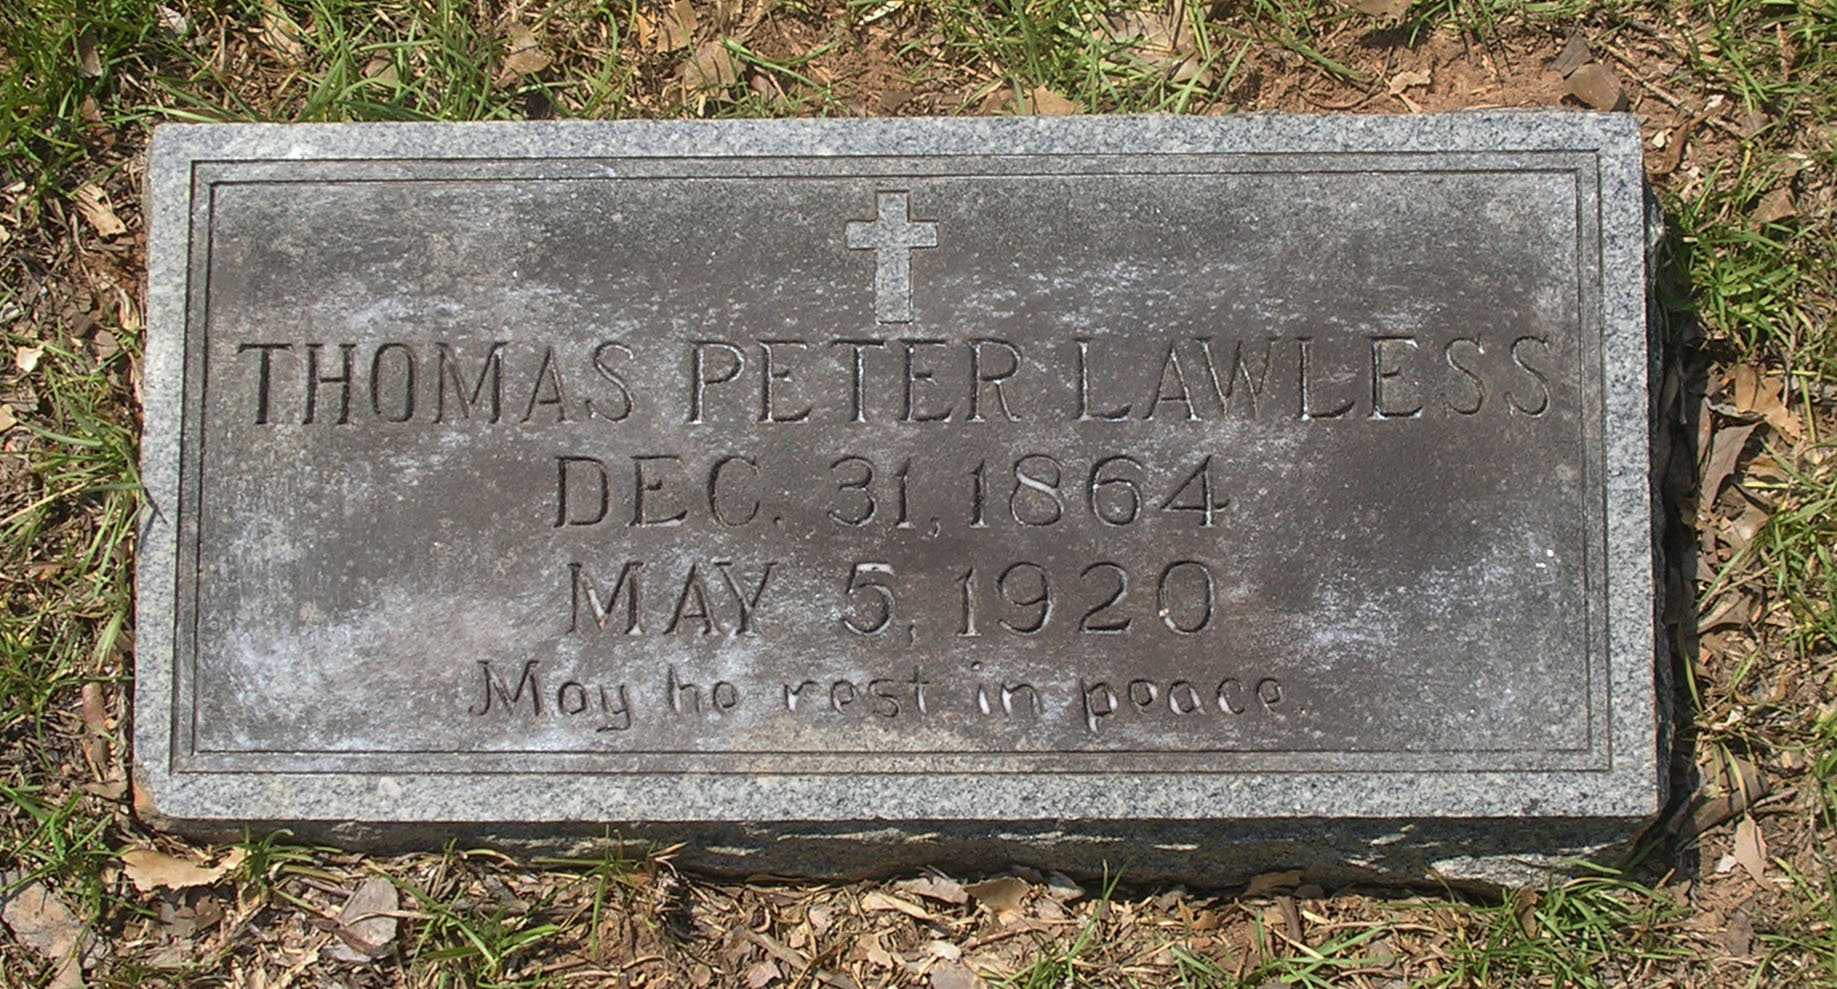 THOMAS PETER LAWLESS
DEC. 31, 1864
MAY 5, 1920
May he rest in peace.